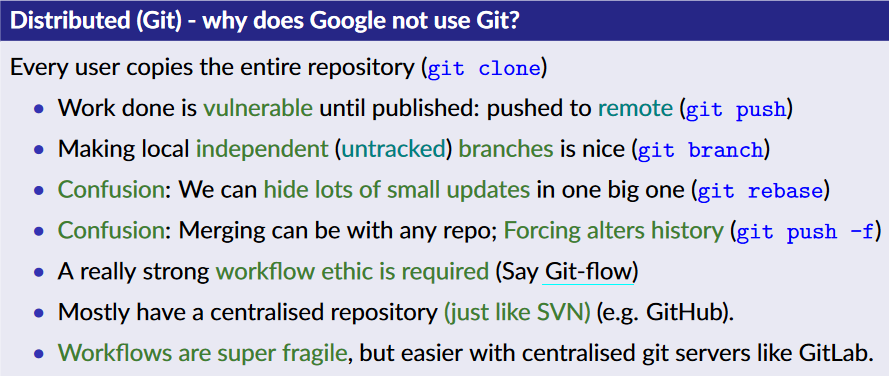 Distributed (Git) - why does Google not use Git?
Every user copies the entire repository (git clone)
• Work done is vulnerable until published: pushed to remote (git push)
• Making local independent (untracked) branches is nice (git branch)
• Confusion: We can hide lots of small updates in one big one (git rebase)
• Confusion: Merging can be with any repo; Forcing alters history (git push -f)
• A really strong workflow ethic is required (Say Git-flow)
• Mostly have a centralised repository (just like SVN) (e.g. GitHub).
• Workflows are super fragile, but easier with centralised git servers like GitLab.